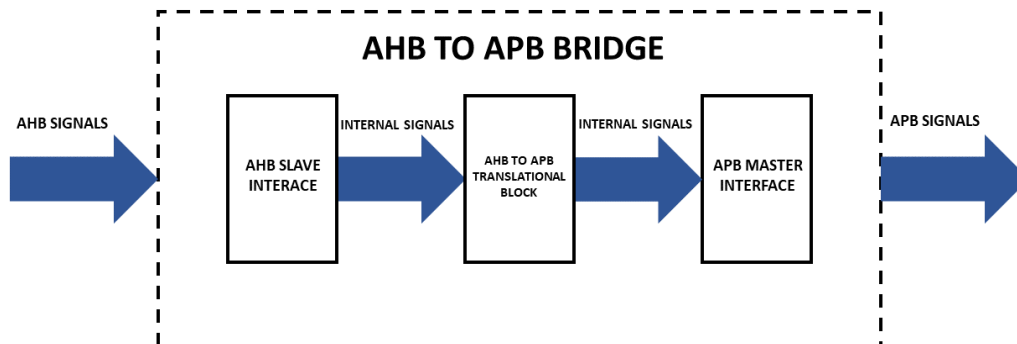 AHB TO APB BRIDGE
AHB SIGNALS
INTERNAL SIGNALS
INTERNAL SIGNALS
APB SIGNALS
AHB SLAVE
INTERACE
AHB TO APB
TRANSLATIONAL
BLOCK
APB MASTER
INTERFACE